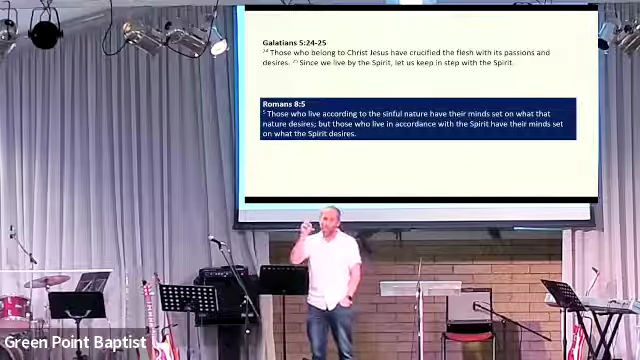 Galatians 5:24-25
24 Those who belong to Christ Jesus have crucified the flesh with its passions and
desires. 25 Since we live by the Spirit, let us keep in step with the Spirit.
Romans 8:5
5 Those who live according to the sinful nature have their minds set on what that
nature desires; but those who live in accordance with the Spirit have their minds set
on what the Spirit desires.
Green Point Baptist